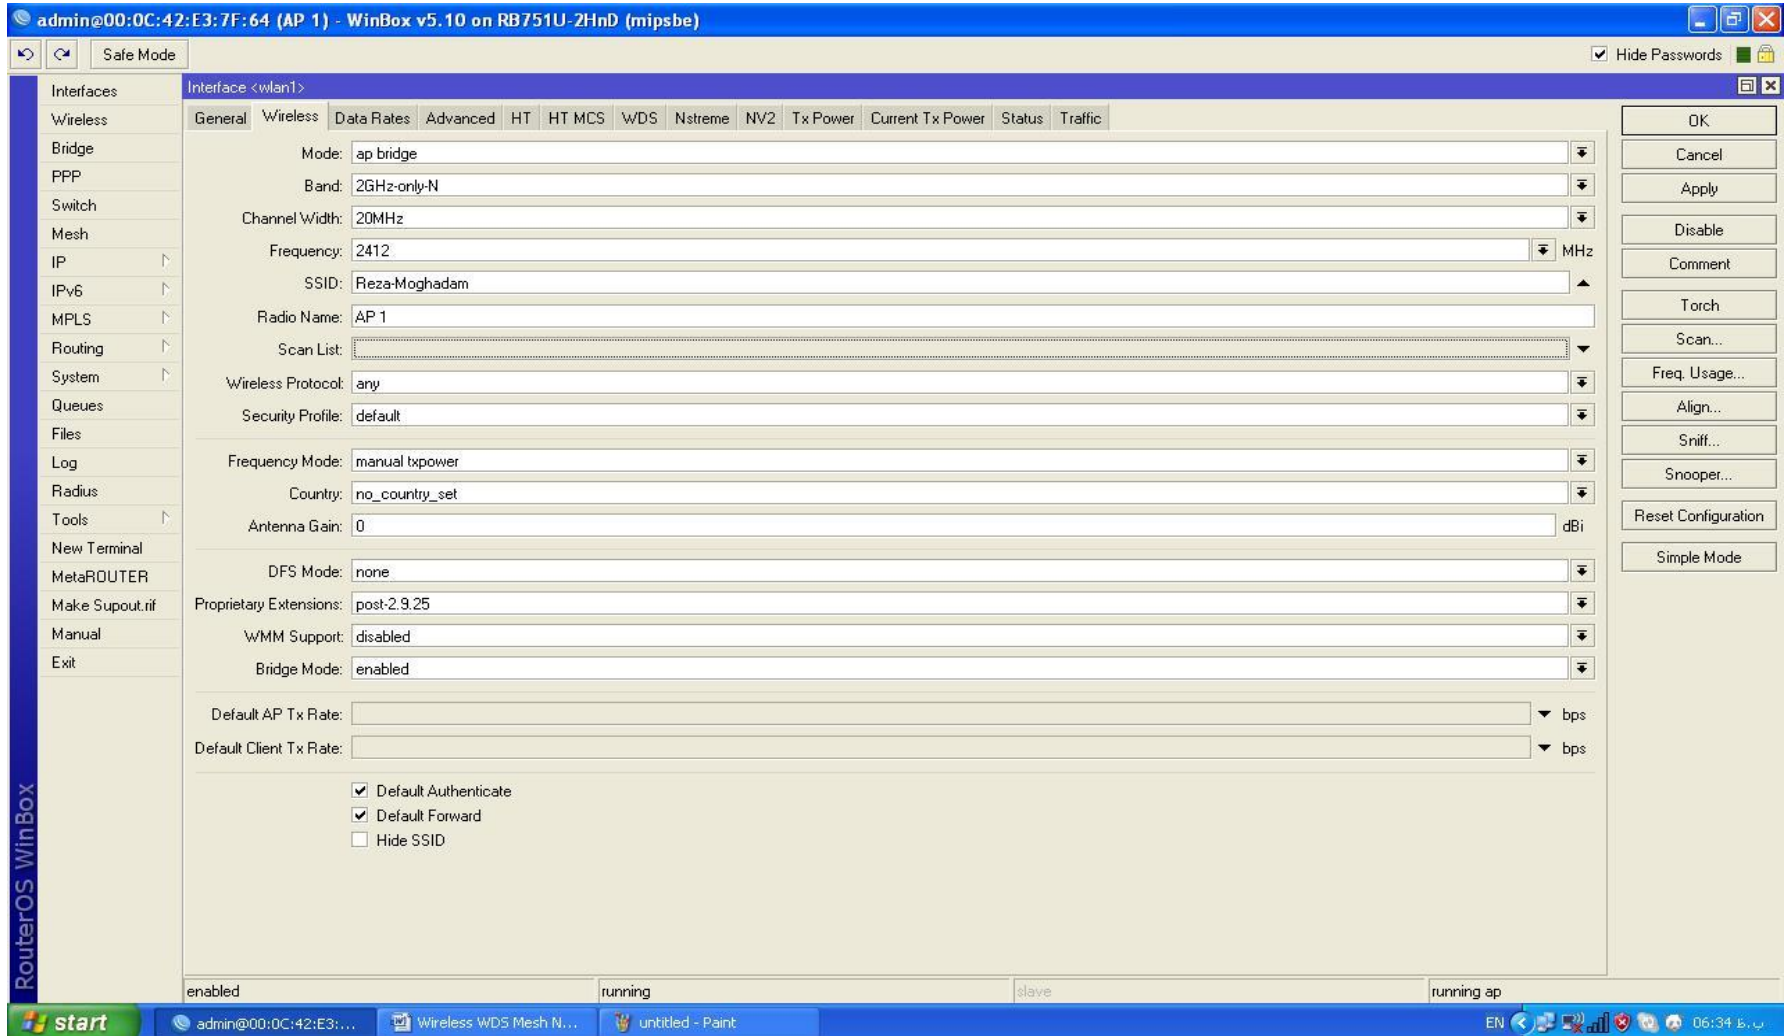 admin@00:0C:42:E3:7F:64 (AP 1) - WinBox v5.10 on RB751U-2HnD (mipsbe)
Safe Mode
Hide Passwords
Interfaces
Wireless
Bridge
PPP
Switch
Mesh
IP
IPv6
MPLS
Routing
System
Queues
Files
Log
Radius
Tools
New Terminal
MetaROUTER
Make Supout.rif
Manual
Exit
RouterOS WinBox
Interface <wlan1>
General Wireless Data Rates Advanced HT HT MCS WDS Nstreme NV2 Tx Power Current Tx Power Status Traffic
Mode: ap bridge
Band: 2GHz-only-N
Channel Width: 20MHz
Frequency: 2412 MHz
SSID: Reza-Moghadam
Radio Name: AP 1
Scan List:
Wireless Protocol: any
Security Profile: default
Frequency Mode: manual txpower
Country: no_country_set
Antenna Gain: 0 dBi
DFS Mode: none
Proprietary Extensions: post-2.9.25
WMM Support: disabled
Bridge Mode: enabled
Default AP Tx Rate: bps
Default Client Tx Rate: bps
Default Authenticate
Default Forward
Hide SSID
OK
Cancel
Apply
Disable
Comment
Torch
Scan...
Freq. Usage...
Align...
Sniff...
Snooper...
Reset Configuration
Simple Mode
enabled running slave running ap
start admin@00:0C:42:E3:... Wireless WDS Mesh N... untitled - Paint EN 06:34 ب.ظ